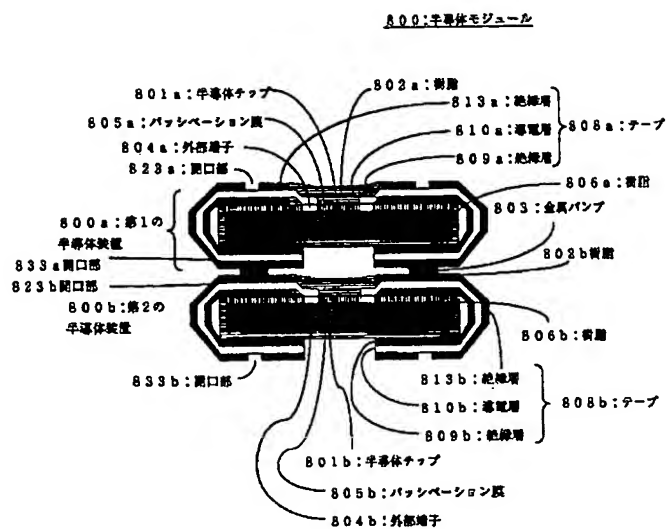 800:半導体モジュール
802a:樹脂
801a:半導体チップ
813a:絶縁層
805a:パッシベーション膜
810a:導電層
808a:テープ
804a:外部端子
809a:絶縁層
823a:開口部
806a:樹脂
803:金属バンプ
800a:第1の
半導体装置
802b樹脂
833a開口部
823b開口部
800b:第2の
半導体装置
806b:樹脂
833b:開口部
813b:絶縁層
810b:導電層
808b:テープ
809b:絶縁層
801b:半導体チップ
805b:パッシベーション膜
804b:外部端子